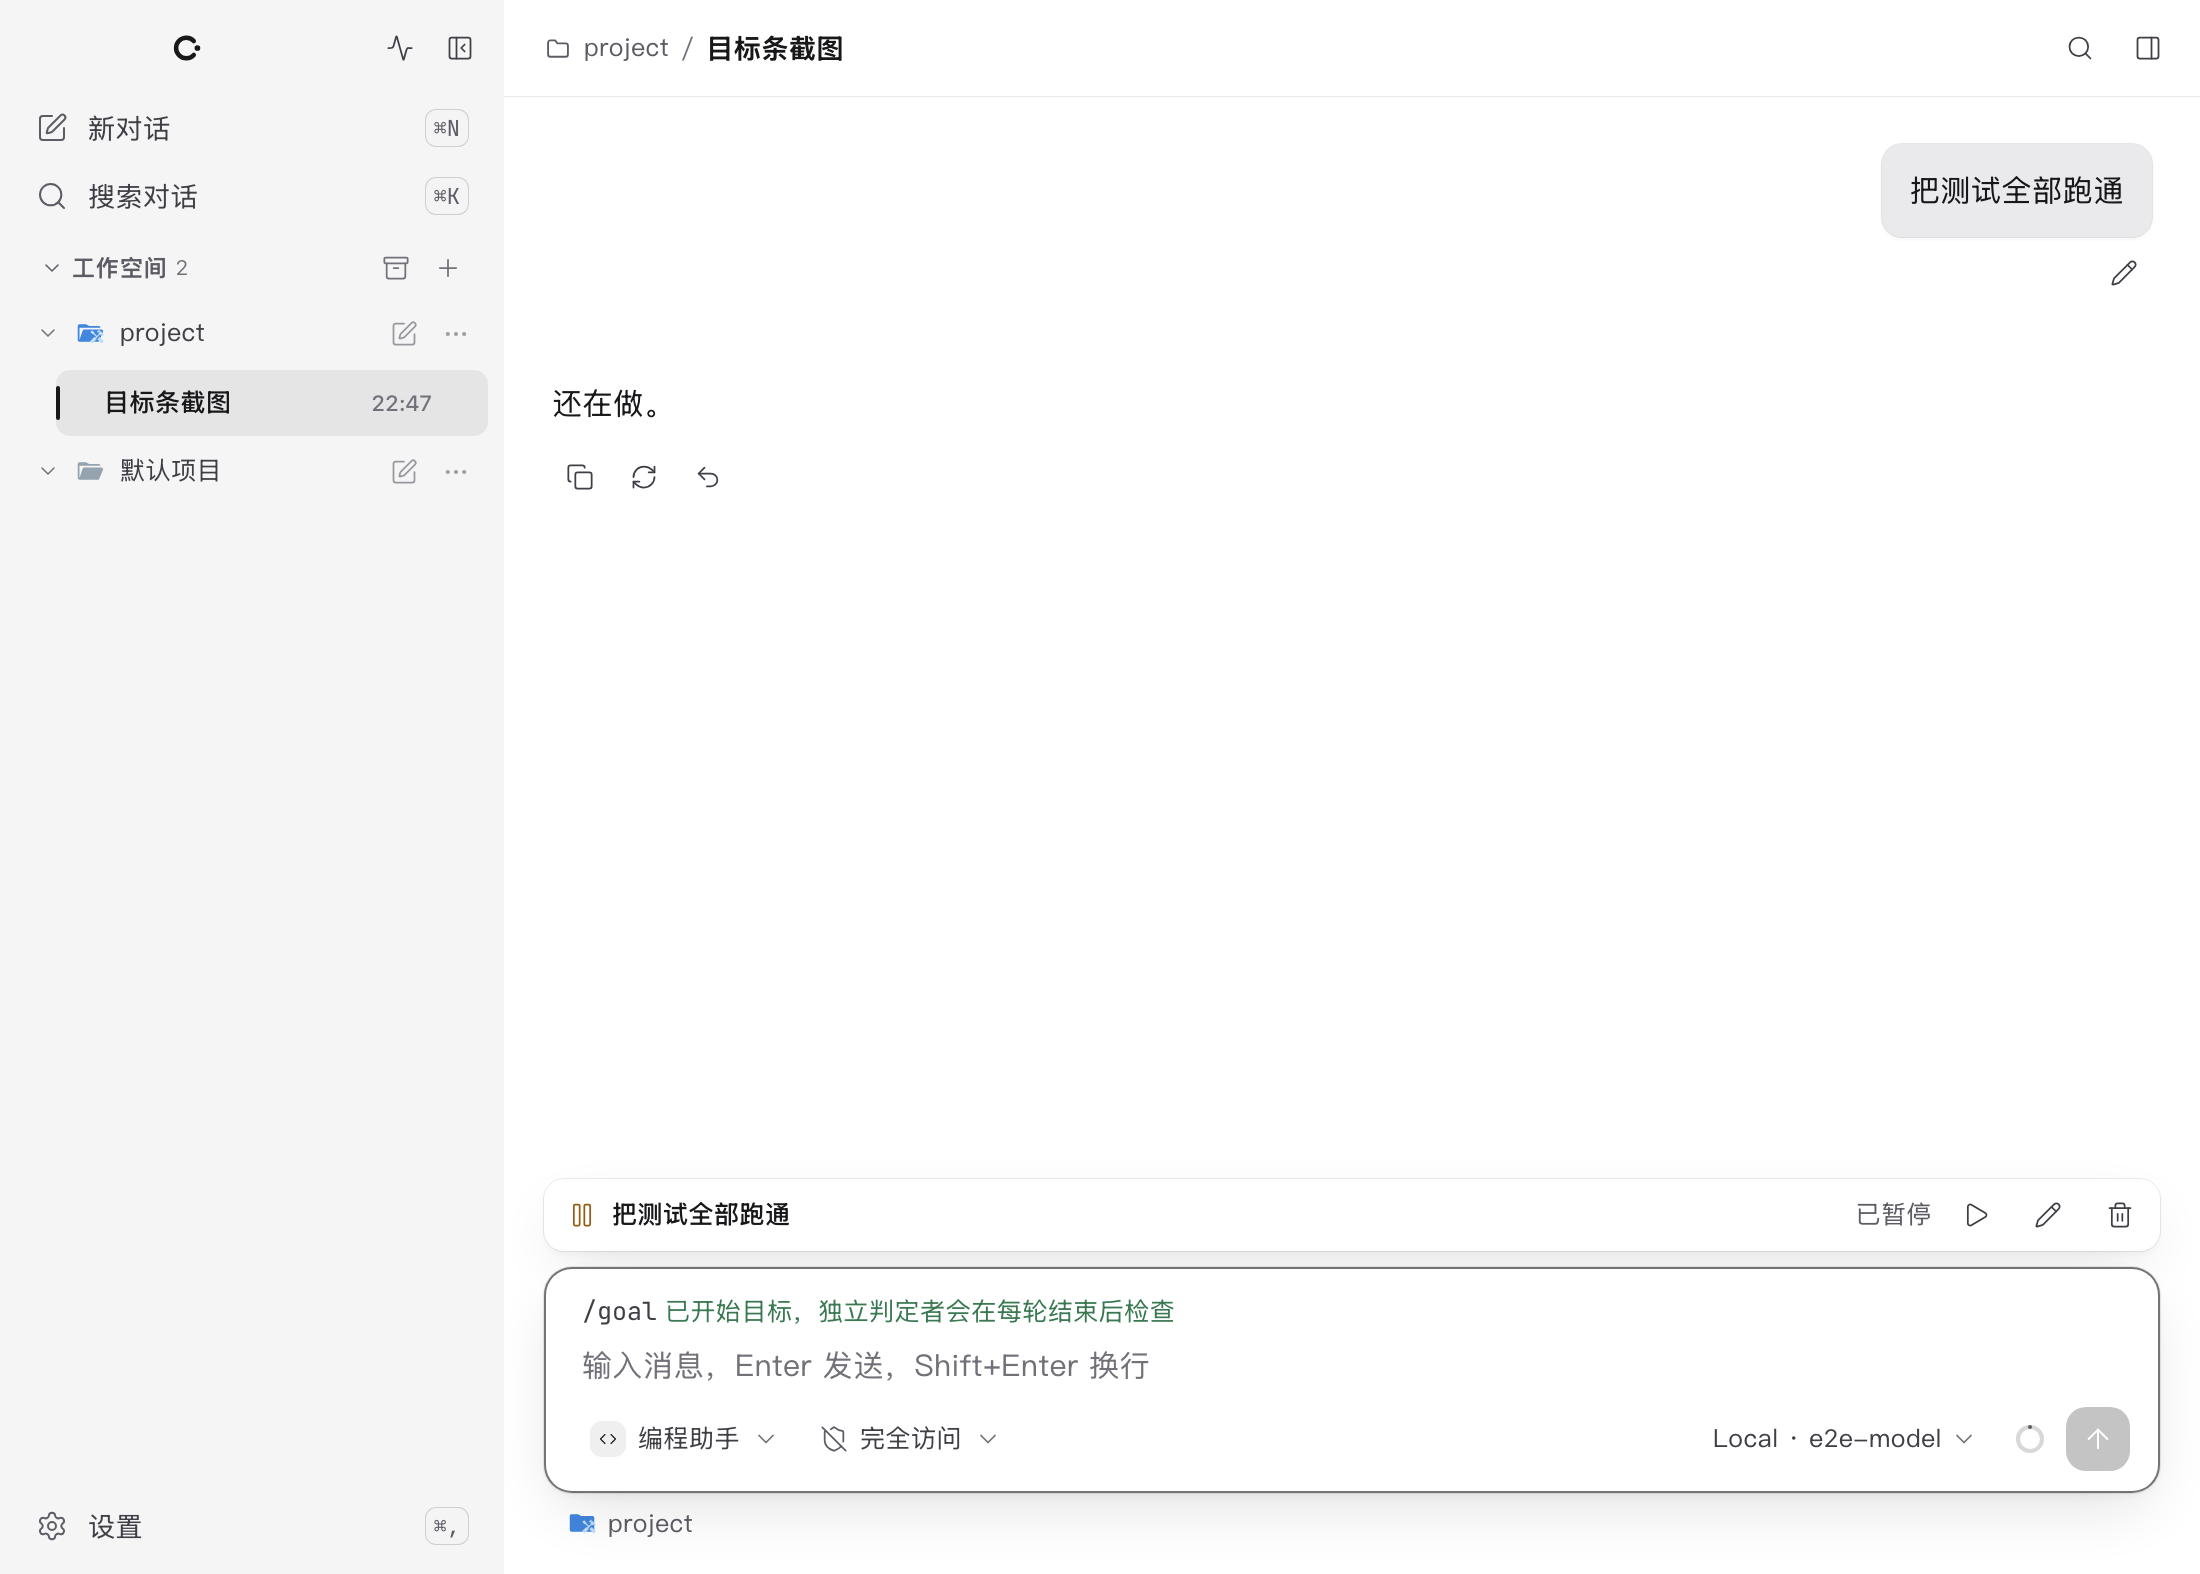 新对话 ⌘N
搜索对话 ⌘K
工作空间 2
project
目标条截图 22:47
默认项目
设置 ⌘,
project / 目标条截图
把测试全部跑通
还在做。
把测试全部跑通 已暂停
/goal 已开始目标，独立判定者会在每轮结束后检查
输入消息，Enter 发送，Shift+Enter 换行
编程助手 完全访问 Local · e2e-model
project